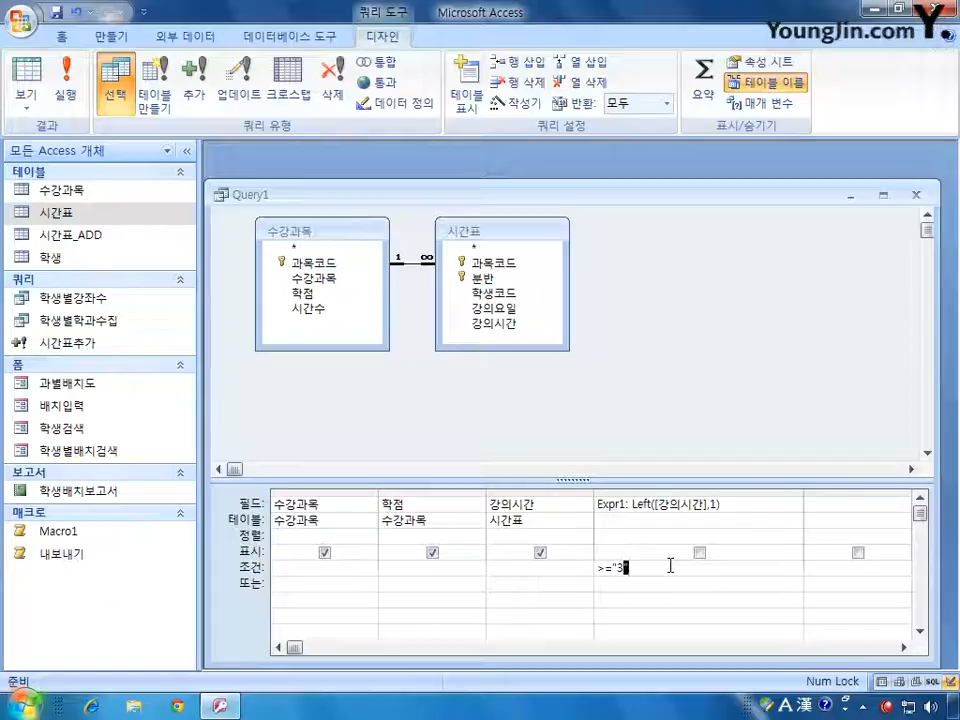 쿼리 도구
Microsoft Access
YoungJin.com Y
홈
만들기
외부 데이터
데이터베이스 도구
디자인
보기
실행
선택
테이블
만들기
추가
업데이트
크로스탭
삭제
통합
통과
데이터 정의
테이블
표시
행 삽입
행 삭제
작성기
열 삽입
열 삭제
반환: 모두
요약
속성 시트
테이블 이름
매개 변수
결과
쿼리 유형
쿼리 설정
표시/숨기기
모든 Access 개체
테이블
수강과목
시간표
시간표_ADD
학생
쿼리
학생별강좌수
학생별학과수집
시간표추가
폼
과별배치도
배치입력
학생검색
학생별배치검색
보고서
학생배치보고서
매크로
Macro1
내보내기
Query1
수강과목
*
과목코드
수강과목
학점
시간수
1 ∞
시간표
*
과목코드
분반
학생코드
강의요일
강의시간
필드: 수강과목 학점 강의시간 Expr1: Left([강의시간],1)
테이블: 수강과목 수강과목 시간표
정렬:
표시:
조건: >="3"
또는:
준비
Num Lock
SQL
A 漢